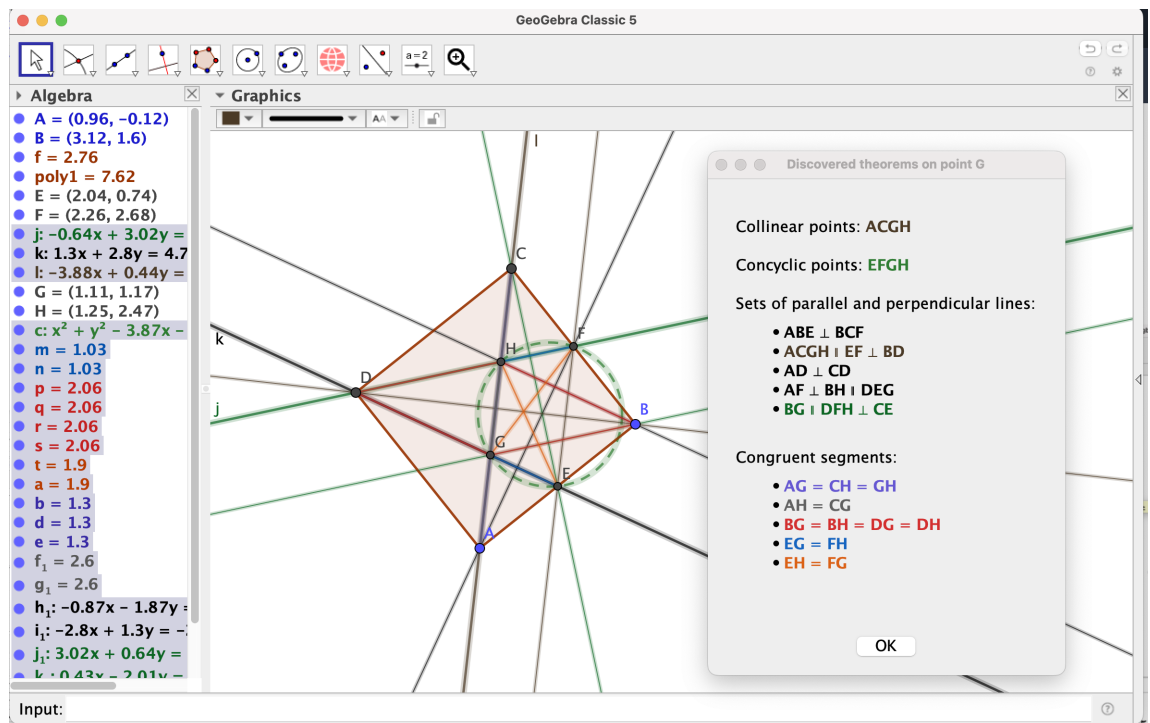 GeoGebra Classic 5
a = 2
Algebra
Graphics
AA
A = (0.96, −0.12)
B = (3.12, 1.6)
f = 2.76
poly1 = 7.62
E = (2.04, 0.74)
F = (2.26, 2.68)
j: −0.64x + 3.02y =
k: 1.3x + 2.8y = 4.7
l: −3.88x + 0.44y =
G = (1.11, 1.17)
H = (1.25, 2.47)
c: x² + y² − 3.87x −
m = 1.03
n = 1.03
p = 2.06
q = 2.06
r = 2.06
s = 2.06
t = 1.9
a = 1.9
b = 1.3
d = 1.3
e = 1.3
f₁ = 2.6
g₁ = 2.6
h₁: −0.87x − 1.87y =
i₁: −2.8x + 1.3y = −
j₁: 3.02x + 0.64y =
k : 0.43x − 2.01y =
l
C
F
H
k
D
j
B
G
E
A
Discovered theorems on point G
Collinear points: ACGH
Concyclic points: EFGH
Sets of parallel and perpendicular lines:
• ABE ⊥ BCF
• ACGH ∥ EF ⊥ BD
• AD ⊥ CD
• AF ⊥ BH ∥ DEG
• BG ∥ DFH ⊥ CE
Congruent segments:
• AG = CH = GH
• AH = CG
• BG = BH = DG = DH
• EG = FH
• EH = FG
OK
Input: